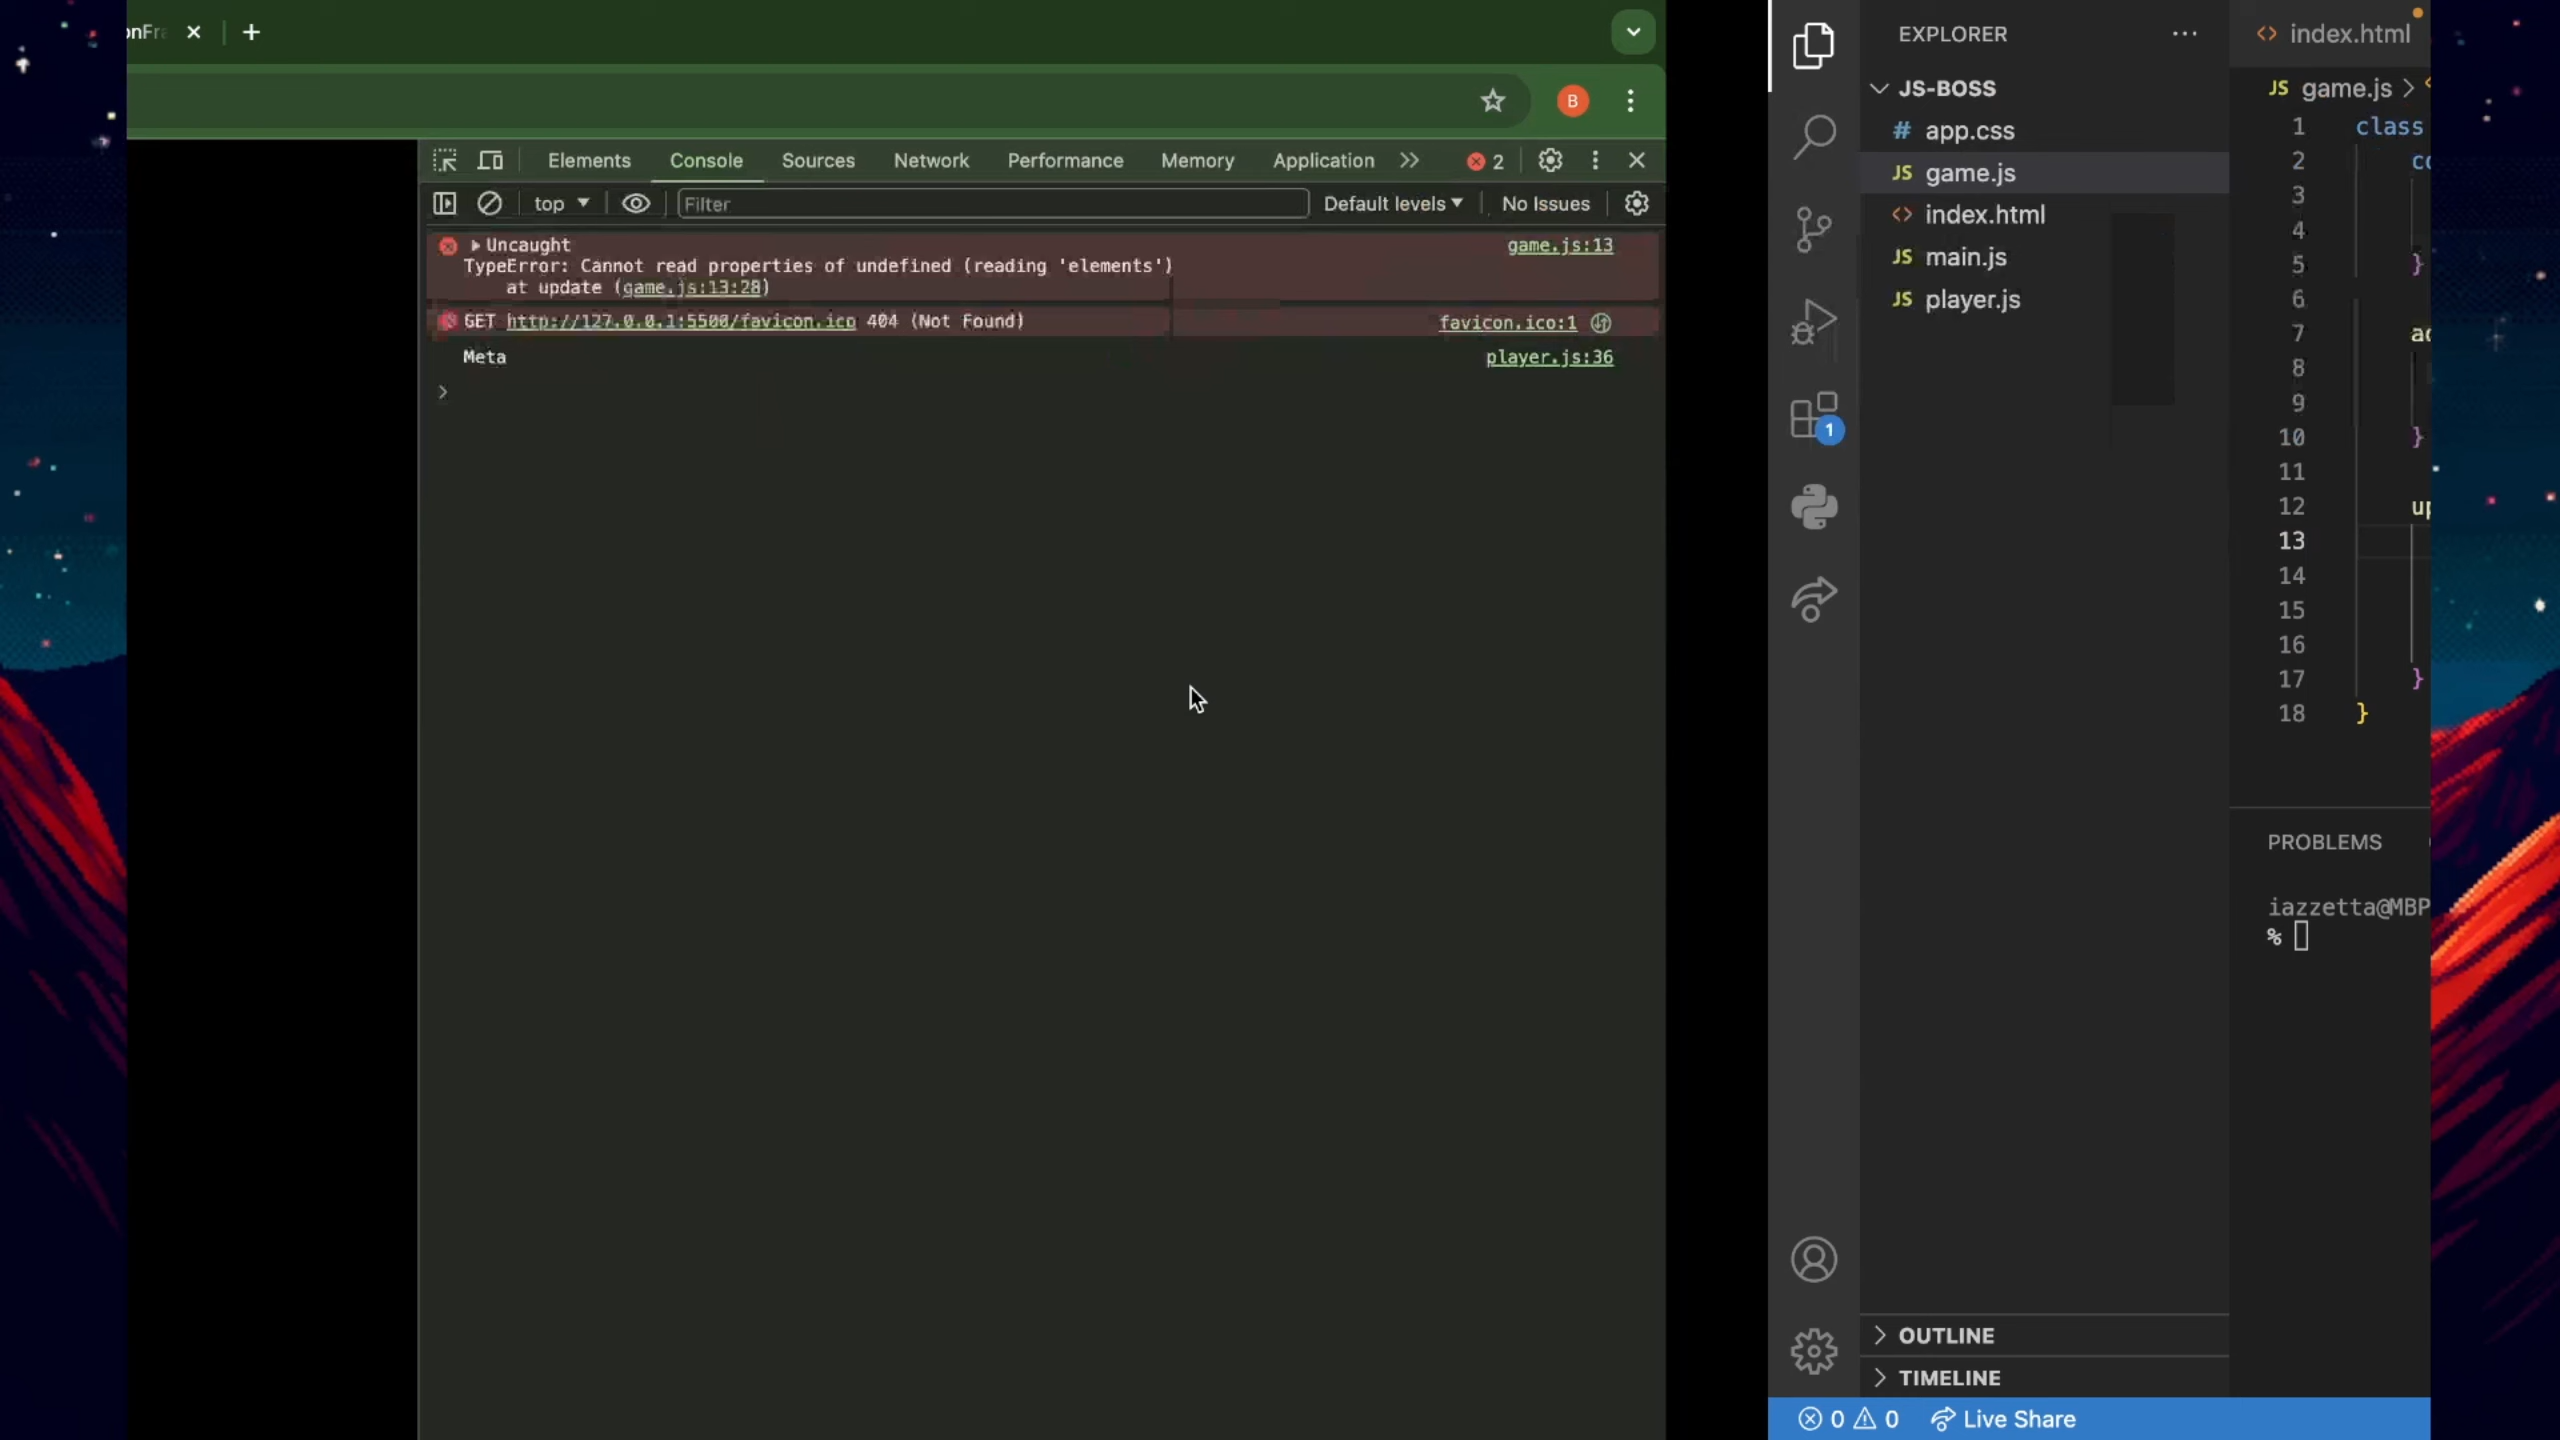 B
Elements Console Sources Network Performance Memory Application 2
top Filter Default levels No Issues
Uncaught game.js:13
TypeError: Cannot read properties of undefined (reading 'elements')
at update (game.js:13:28)
GET http://127.0.0.1:5500/favicon.ico 404 (Not Found) favicon.ico:1
Meta player.js:36
>
EXPLORER ...
JS-BOSS
# app.css
JS game.js
<> index.html
JS main.js
JS player.js
1
OUTLINE
TIMELINE
0 0 Live Share
<> index.html
JS game.js >
1 class
2
3
4
5 }
6
7
8
9
10 }
11
12
13
14
15
16
17 }
18 }
PROBLEMS
iazzetta@MBP
%